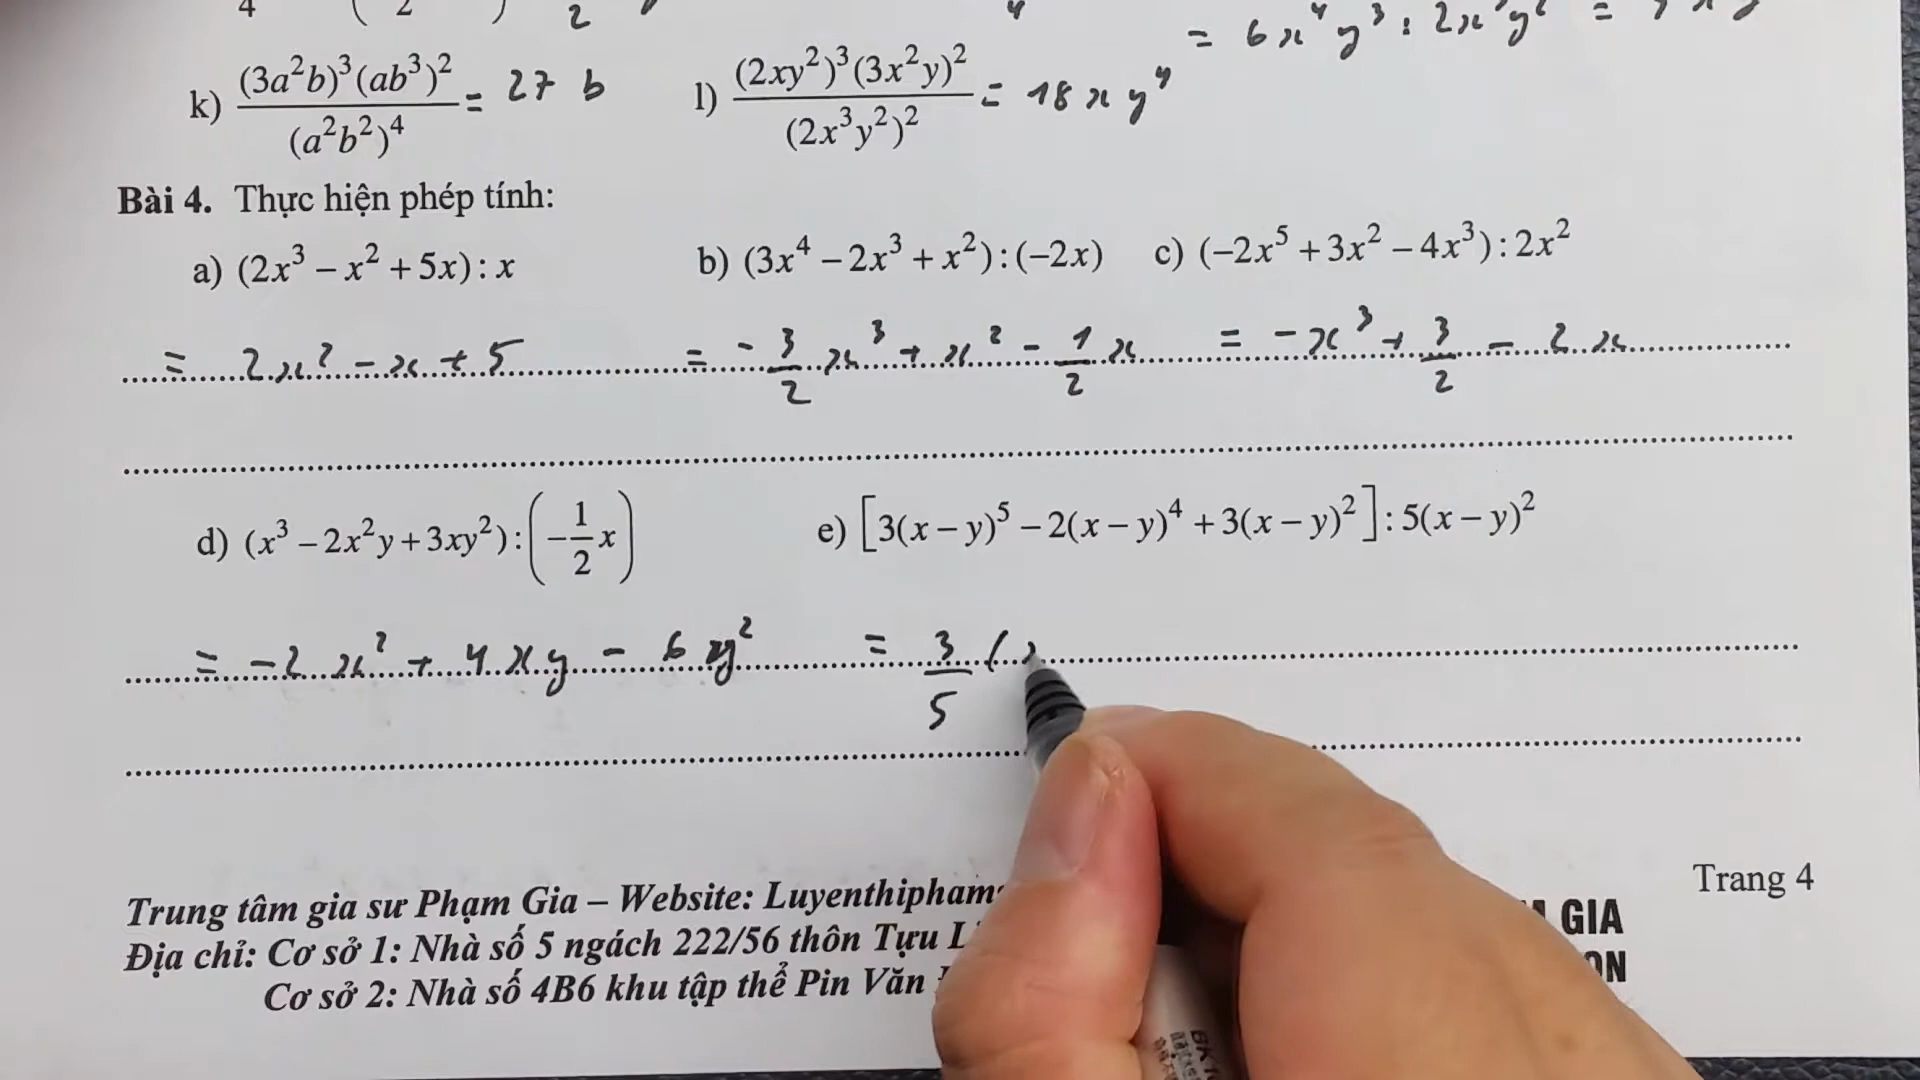 = 6x⁴y³ : 2x
k) (3a²b)³(ab³)² / (a²b²)⁴ = 27 b l) (2xy²)³(3x²y)² / (2x³y²)² = 18xy⁴
Bài 4. Thực hiện phép tính:
a) (2x³ − x² + 5x) : x b) (3x⁴ − 2x³ + x²) : (−2x) c) (−2x⁵ + 3x² − 4x³) : 2x²
= 2x² − x + 5 = −3/2 x³ + x² − 1/2 x = −x³ + 3/2 − 2x
d) (x³ − 2x²y + 3xy²) : (−1/2 x) e) [3(x − y)⁵ − 2(x − y)⁴ + 3(x − y)²] : 5(x − y)²
= −2x² + 4xy − 6y² = 3/5 (
Trang 4
Trung tâm gia sư Phạm Gia – Website: Luyenthipham
GIA
Địa chỉ: Cơ sở 1: Nhà số 5 ngách 222/56 thôn Tựu
ON
Cơ sở 2: Nhà số 4B6 khu tập thể Pin Văn